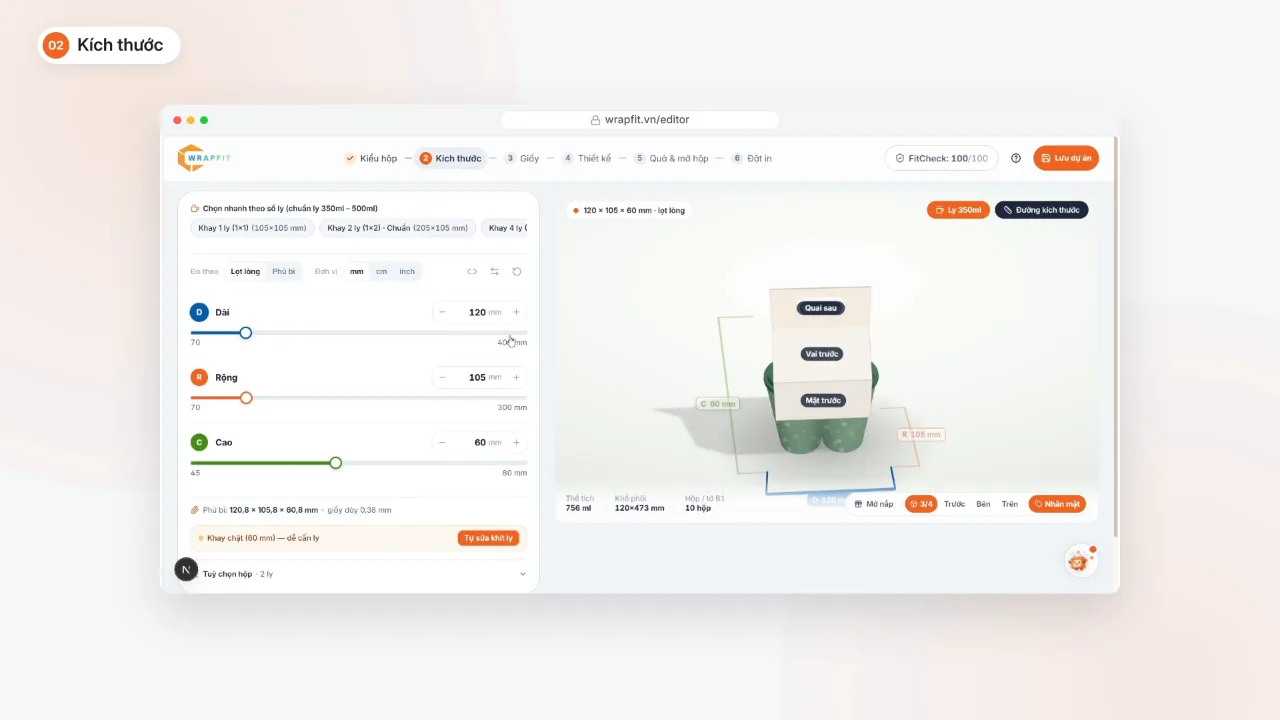 02 Kích thước
wrapfit.vn/editor
WRAPFIT
Kiểu hộp
2 Kích thước
3 Giấy
4 Thiết kế
5 Quà & mở hộp
6 Đặt in
FitCheck: 100/100
Lưu dự án
Chọn nhanh theo số ly (chuẩn ly 350ml – 500ml)
Khay 1 ly (1×1) (105×105 mm)
Khay 2 ly (1×2) · Chuẩn (205×105 mm)
Khay 4 ly (
Đo theo
Lọt lòng
Phủ bì
Đơn vị
mm
cm
inch
D Dài
120 mm
70
R Rộng
105 mm
70
300 mm
C Cao
60 mm
45
80 mm
Phủ bì: 120,8 × 105,8 × 60,8 mm · giấy dày 0,38 mm
Khay chật (60 mm) — dễ cấn ly
Tự sửa khít ly
N
Tuỳ chọn hộp · 2 ly
120 × 105 × 60 mm · lọt lòng
Ly 350ml
Đường kích thước
Quai sau
Vai trước
Mặt trước
C 60 mm
R 105 mm
Thể tích
756 ml
Khổ phôi
120×473 mm
Hộp / tờ B1
10 hộp
Mở nắp
3/4
Trước
Bên
Trên
Nhãn mặt